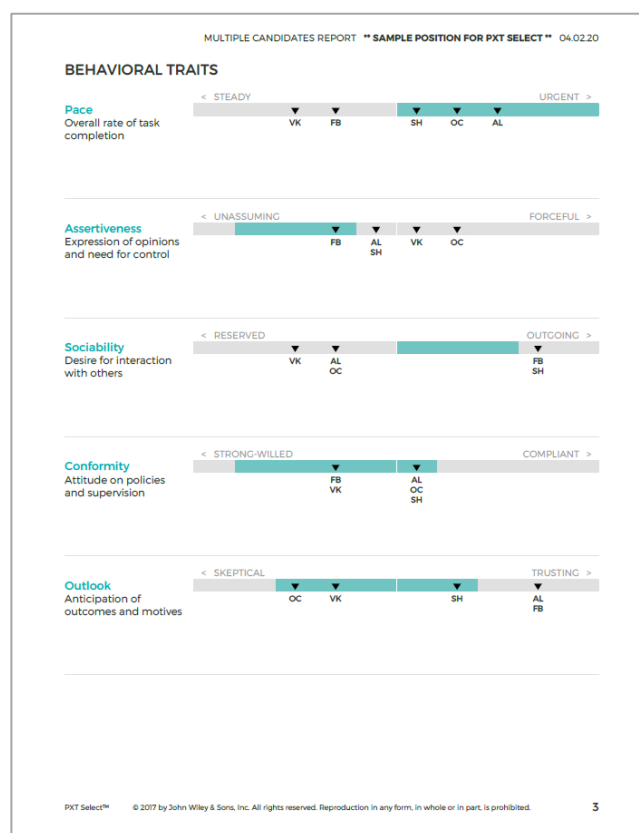 MULTIPLE CANDIDATES REPORT ** SAMPLE POSITION FOR PXT SELECT ** 04.02.20
BEHAVIORAL TRAITS
< STEADY URGENT >
Pace
Overall rate of task
completion
VK FB SH OC AL
< UNASSUMING FORCEFUL >
Assertiveness
Expression of opinions
and need for control
FB AL VK OC
SH
< RESERVED OUTGOING >
Sociability
Desire for interaction
with others
VK AL FB
OC SH
< STRONG-WILLED COMPLIANT >
Conformity
Attitude on policies
and supervision
FB AL
VK OC
SH
< SKEPTICAL TRUSTING >
Outlook
Anticipation of
outcomes and motives
OC VK SH AL
FB
PXT Select™ © 2017 by John Wiley & Sons, Inc. All rights reserved. Reproduction in any form, in whole or in part, is prohibited. 3